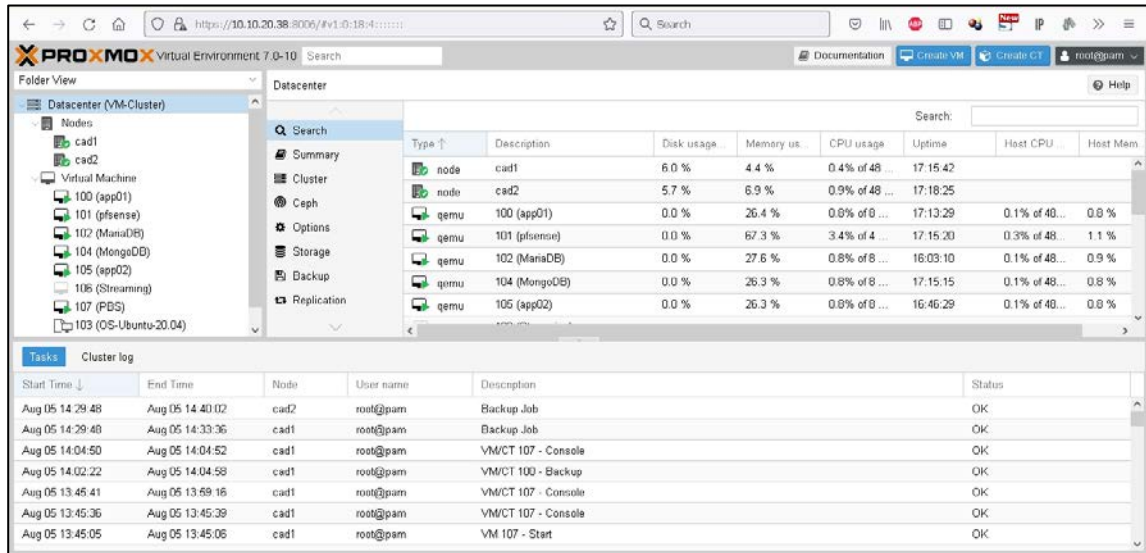 https://10.10.20.38:8006/#v1:0:18:4:::::::
Search
New
IP
PROXMOX Virtual Environment 7.0-10 Search
Documentation Create VM Create CT root@pam
Folder View
Datacenter
Help
Datacenter (VM-Cluster)
Nodes
cad1
cad2
Virtual Machine
100 (app01)
101 (pfsense)
102 (MariaDB)
104 (MongoDB)
105 (app02)
106 (Streaming)
107 (PBS)
103 (OS-Ubuntu-20.04)
Search
Summary
Cluster
Ceph
Options
Storage
Backup
Replication
Search:
Type Description Disk usage... Memory us... CPU usage Uptime Host CPU ... Host Mem
node cad1 6.0 % 4.4 % 0.4% of 48 ... 17:15:42
node cad2 5.7 % 6.9 % 0.9% of 48 ... 17:18:25
qemu 100 (app01) 0.0 % 26.4 % 0.8% of 8 ... 17:13:29 0.1% of 48... 0.8 %
qemu 101 (pfsense) 0.0 % 67.3 % 3.4% of 4 ... 17:15:20 0.3% of 48... 1.1 %
qemu 102 (MariaDB) 0.0 % 27.6 % 0.8% of 8 ... 16:03:10 0.1% of 48... 0.9 %
qemu 104 (MongoDB) 0.0 % 26.3 % 0.8% of 8 ... 17:15:15 0.1% of 48... 0.8 %
qemu 105 (app02) 0.0 % 26.3 % 0.8% of 8 ... 16:46:29 0.1% of 48... 0.8 %
Tasks Cluster log
Start Time End Time Node User name Description Status
Aug 05 14:29:48 Aug 05 14:40:02 cad2 root@pam Backup Job OK
Aug 05 14:29:48 Aug 05 14:33:36 cad1 root@pam Backup Job OK
Aug 05 14:04:50 Aug 05 14:04:52 cad1 root@pam VM/CT 107 - Console OK
Aug 05 14:02:22 Aug 05 14:04:58 cad1 root@pam VM/CT 100 - Backup OK
Aug 05 13:45:41 Aug 05 13:59:16 cad1 root@pam VM/CT 107 - Console OK
Aug 05 13:45:36 Aug 05 13:45:39 cad1 root@pam VM/CT 107 - Console OK
Aug 05 13:45:05 Aug 05 13:45:06 cad1 root@pam VM 107 - Start OK